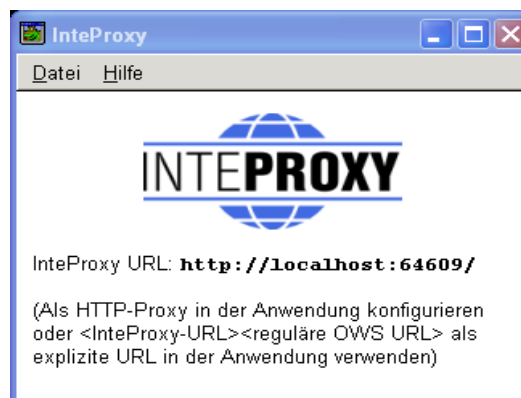 InteProxy
Datei Hilfe
INTEPROXY
InteProxy URL: http://localhost:64609/
(Als HTTP-Proxy in der Anwendung konfigurieren
oder <InteProxy-URL><reguläre OWS URL> als
explizite URL in der Anwendung verwenden)